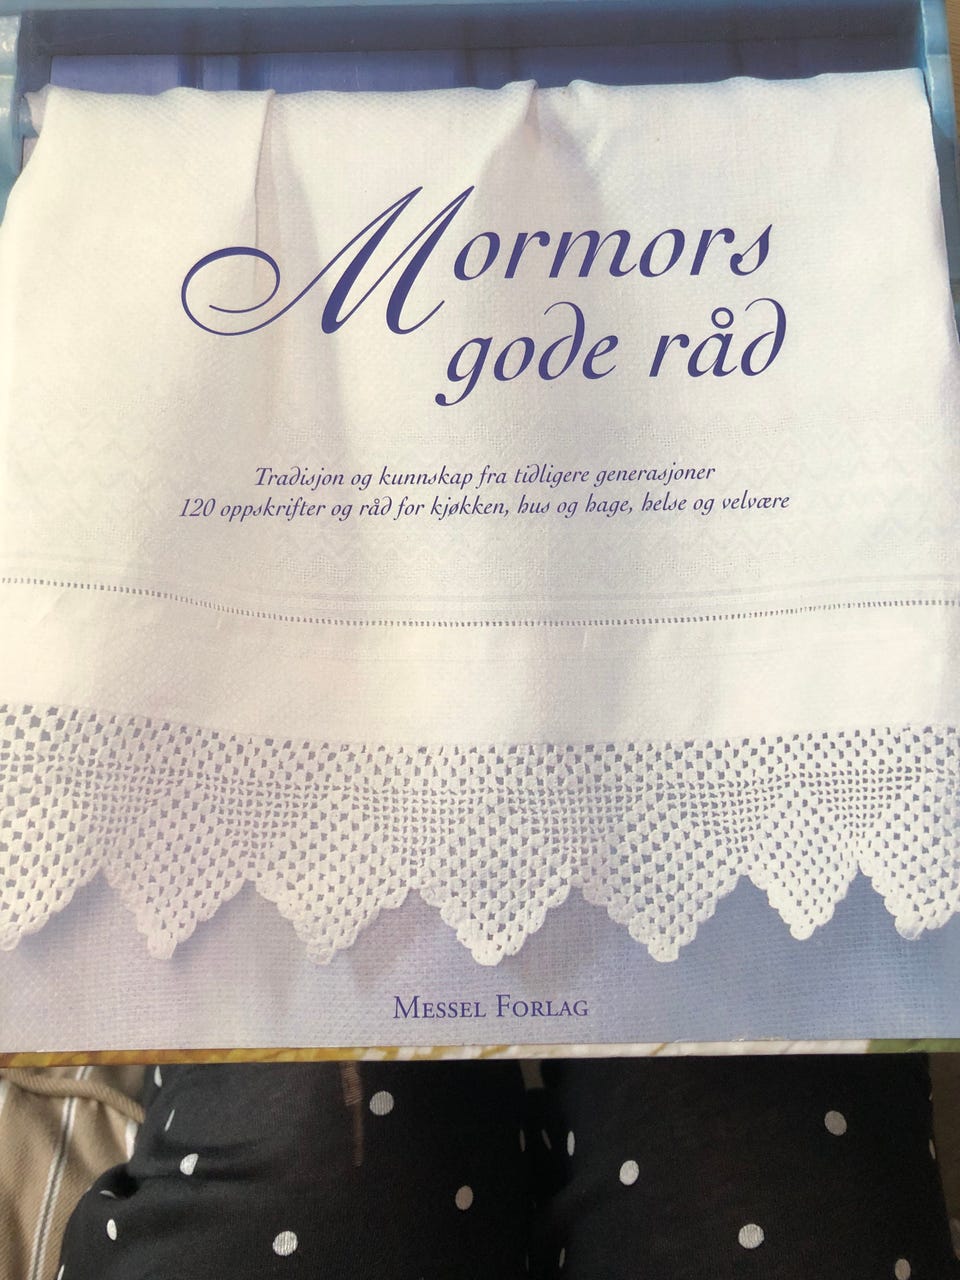 Mormors
gode råd
Tradisjon og kunnskap fra tidligere generasjoner
120 oppskrifter og råd for kjøkken, hus og hage, helse og velvære
MESSEL FORLAG